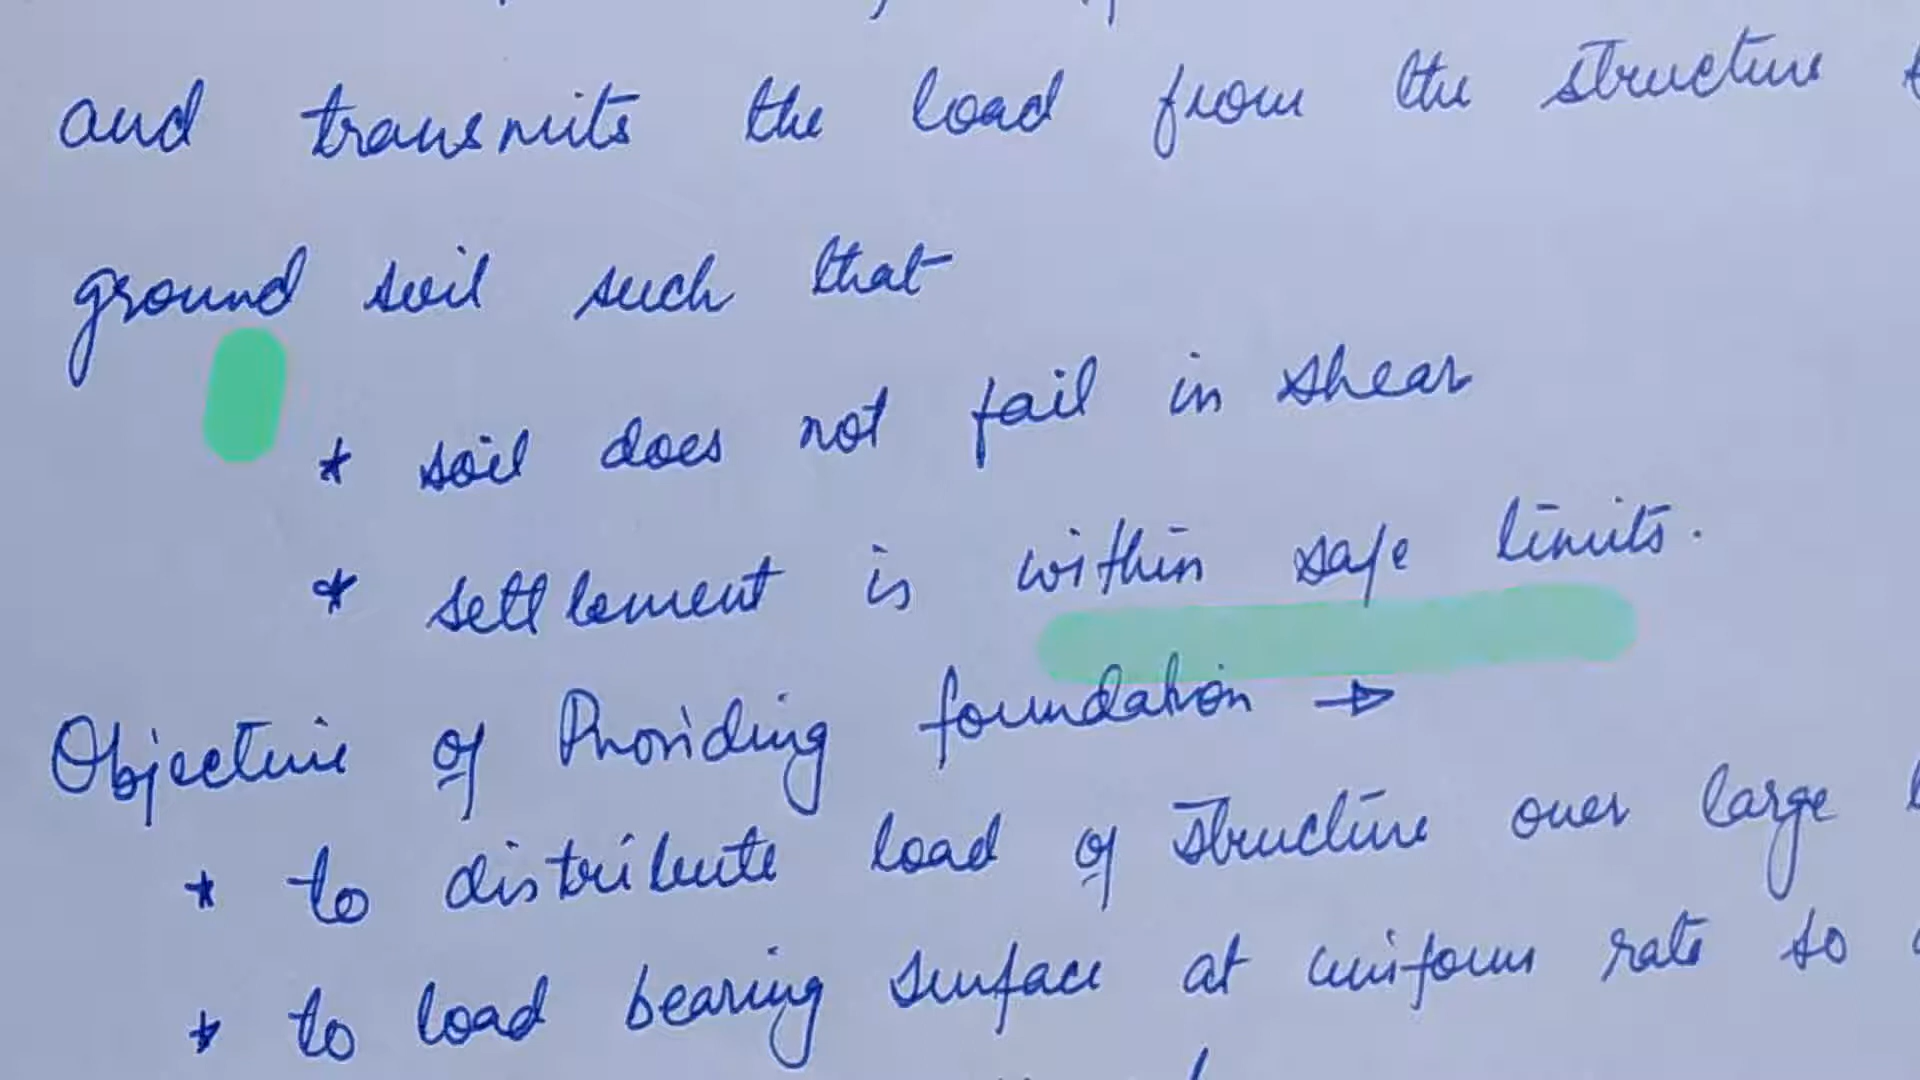 and transmits the load from the structure
ground soil such that
* soil does not fail in shear
* settlement is within safe limits.
Objective of Providing foundation →
* to distribute load of structure over large
* to load bearing surface at uniform rate so